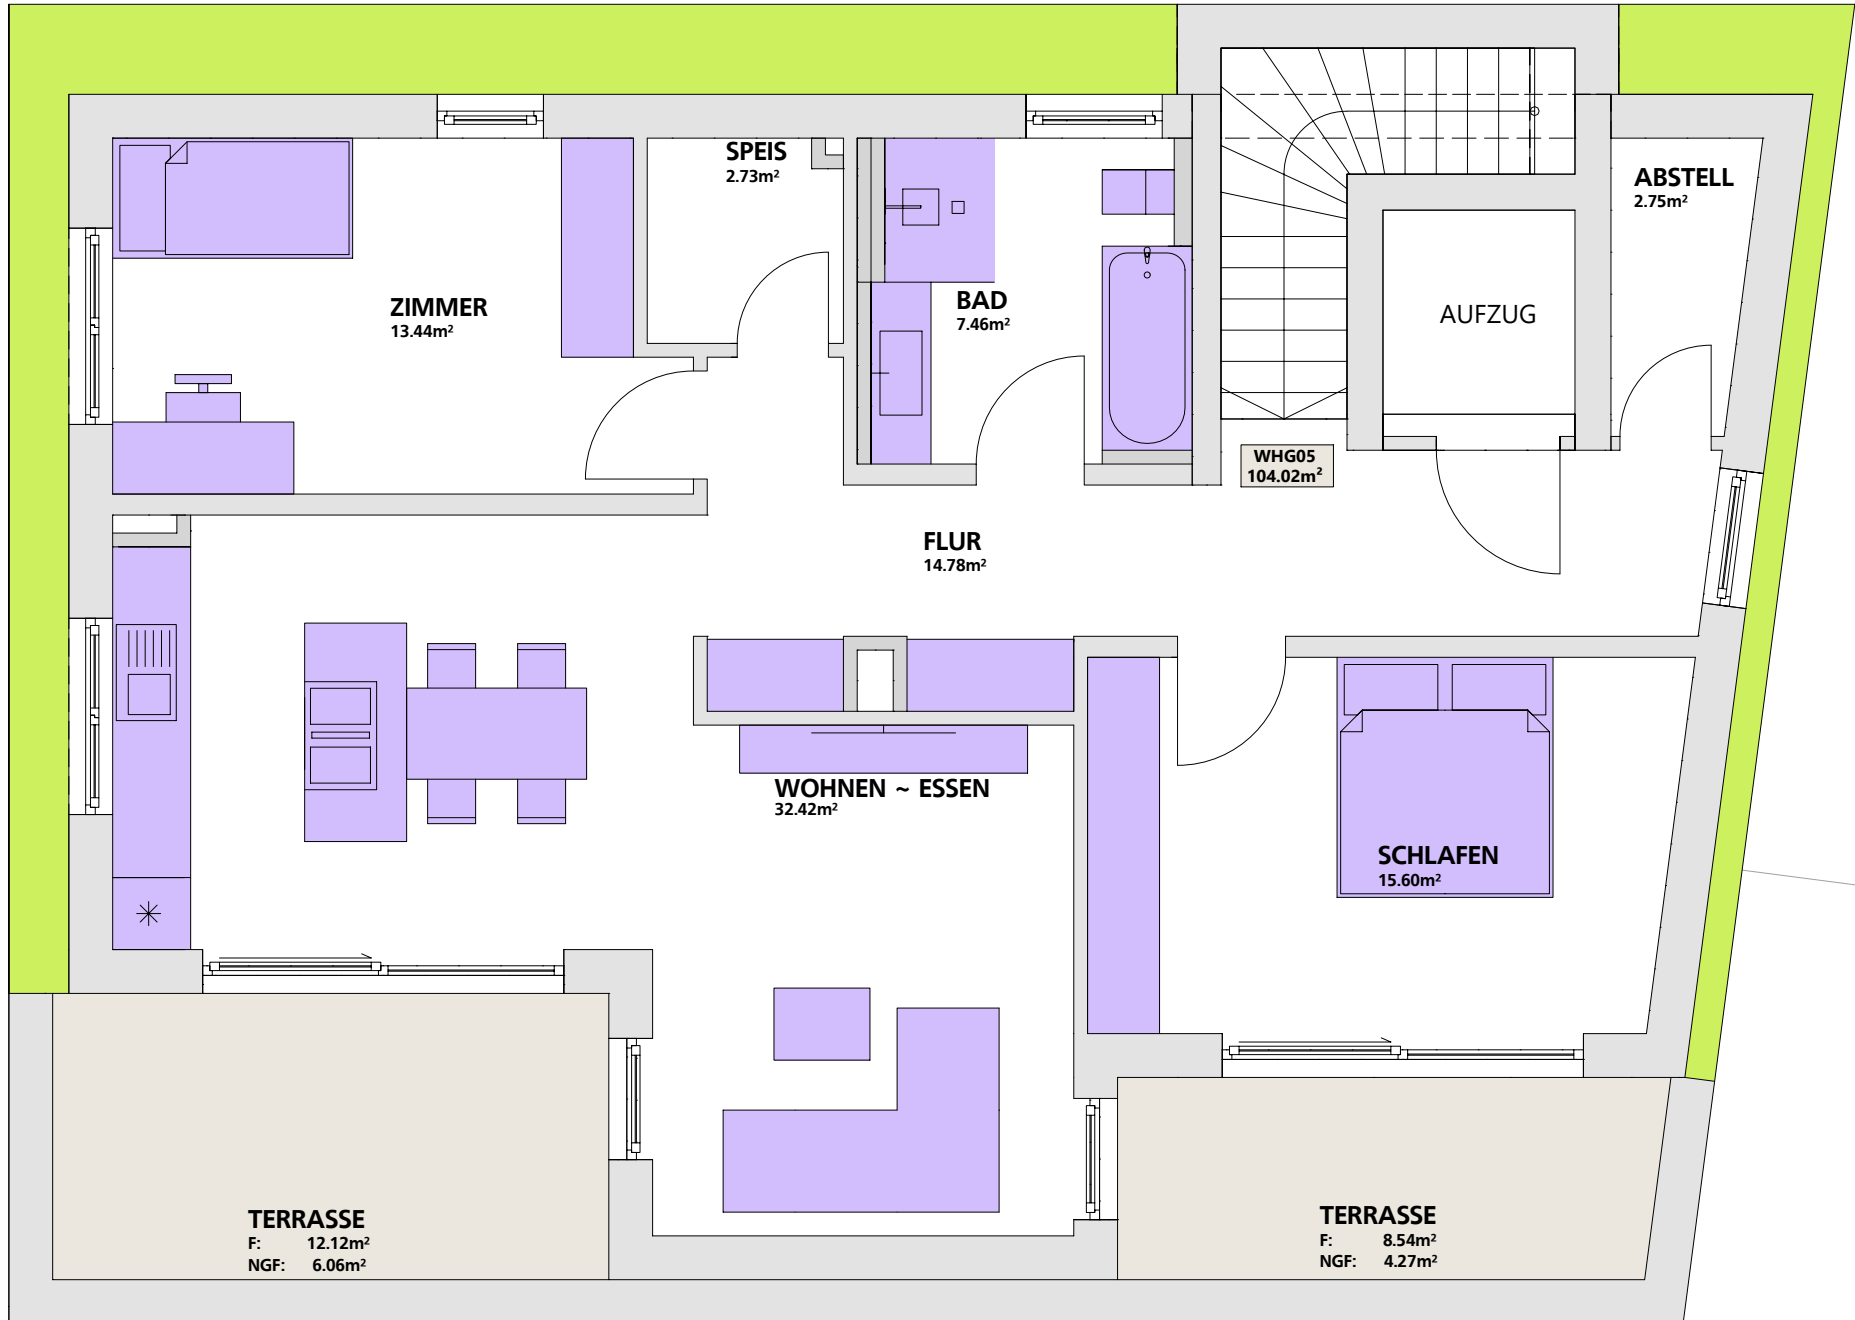 SPEIS
2.73m²
ABSTELL
2.75m²
ZIMMER
13.44m²
BAD
7.46m²
AUFZUG
WHG05
104.02m²
FLUR
14.78m²
WOHNEN ~ ESSEN
32.42m²
SCHLAFEN
15.60m²
TERRASSE
F: 12.12m²
NGF: 6.06m²
TERRASSE
F: 8.54m²
NGF: 4.27m²